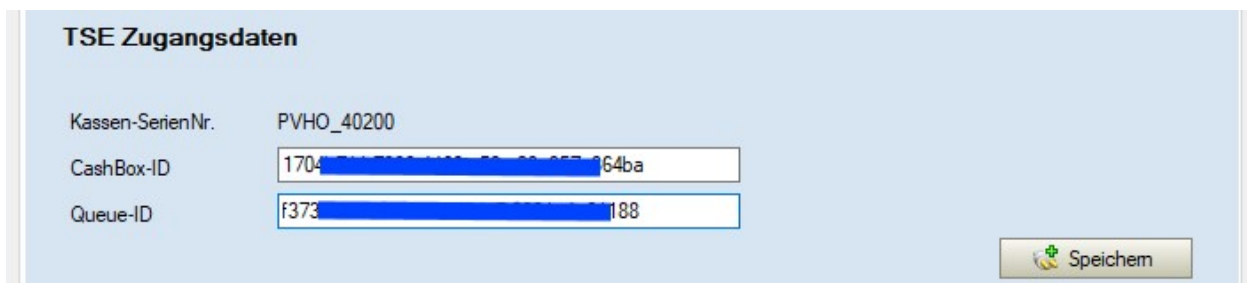 TSE Zugangsdaten
Kassen-SerienNr. PVHO_40200
CashBox-ID 1704 64ba
Queue-ID f373 188
Speichern